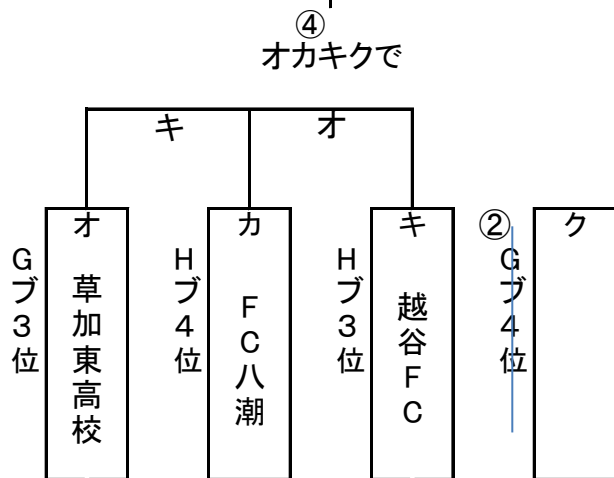 ④
オカキクで
キ
オ
オ
草加東高校
Gブ3位
カ
FC八潮
Hブ4位
キ
越谷FC
Hブ3位
②
ク
Gブ4位